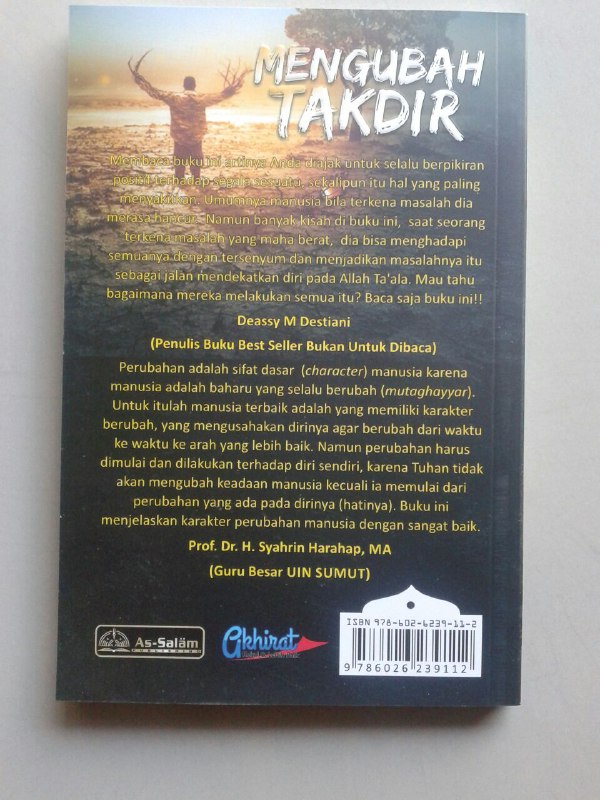 MENGUBAH
TAKDIR
Membaca buku ini artinya Anda diajak untuk selalu berpikiran
positif terhadap segala sesuatu, sekalipun itu hal yang paling
menyakitkan. Umumnya manusia bila terkena masalah dia
merasa hancur. Namun banyak kisah di buku ini, saat seorang
terkena masalah yang maha berat, dia bisa menghadapi
semuanya dengan tersenyum dan menjadikan masalahnya itu
sebagai jalan mendekatkan diri pada Allah Ta'ala. Mau tahu
bagaimana mereka melakukan semua itu? Baca saja buku ini!!
Deassy M Destiani
(Penulis Buku Best Seller Bukan Untuk Dibaca)
Perubahan adalah sifat dasar (character) manusia karena
manusia adalah baharu yang selalu berubah (mutaghayyar).
Untuk itulah manusia terbaik adalah yang memiliki karakter
berubah, yang mengusahakan dirinya agar berubah dari waktu
ke waktu ke arah yang lebih baik. Namun perubahan harus
dimulai dan dilakukan terhadap diri sendiri, karena Tuhan tidak
akan mengubah keadaan manusia kecuali ia memulai dari
perubahan yang ada pada dirinya (hatinya). Buku ini
menjelaskan karakter perubahan manusia dengan sangat baik.
Prof. Dr. H. Syahrin Harahap, MA
(Guru Besar UIN SUMUT)
As-Salām
PUBLISHING
Akhirat
ISBN 978-602-6239-11-2
9 786026 239112